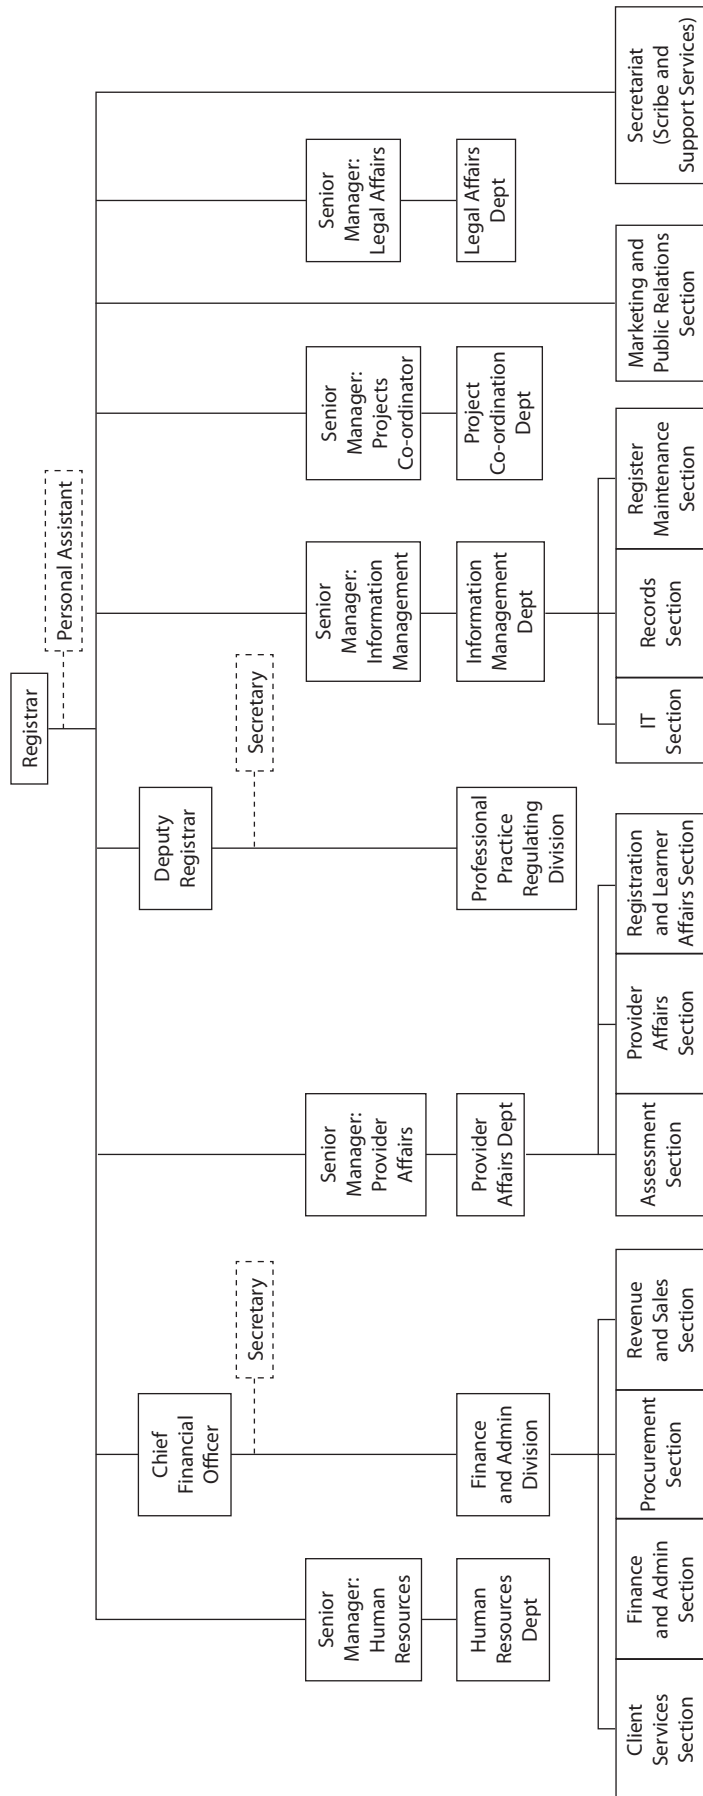 Registrar
Personal Assistant
Chief
Financial
Officer
Deputy
Registrar
Secretary
Secretary
Senior
Manager:
Human
Resources
Senior
Manager:
Provider
Affairs
Senior
Manager:
Information
Management
Senior
Manager:
Projects
Co-ordinator
Senior
Manager:
Legal Affairs
Human
Resources
Dept
Finance
and Admin
Division
Provider
Affairs Dept
Professional
Practice
Regulating
Division
Information
Management
Dept
Project
Co-ordination
Dept
Legal Affairs
Dept
Client
Services
Section
Finance
and Admin
Section
Procurement
Section
Revenue
and Sales
Section
Assessment
Section
Provider
Affairs
Section
Registration
and Learner
Affairs Section
IT
Section
Records
Section
Register
Maintenance
Section
Marketing and
Public Relations
Section
Secretariat
(Scribe and
Support Services)